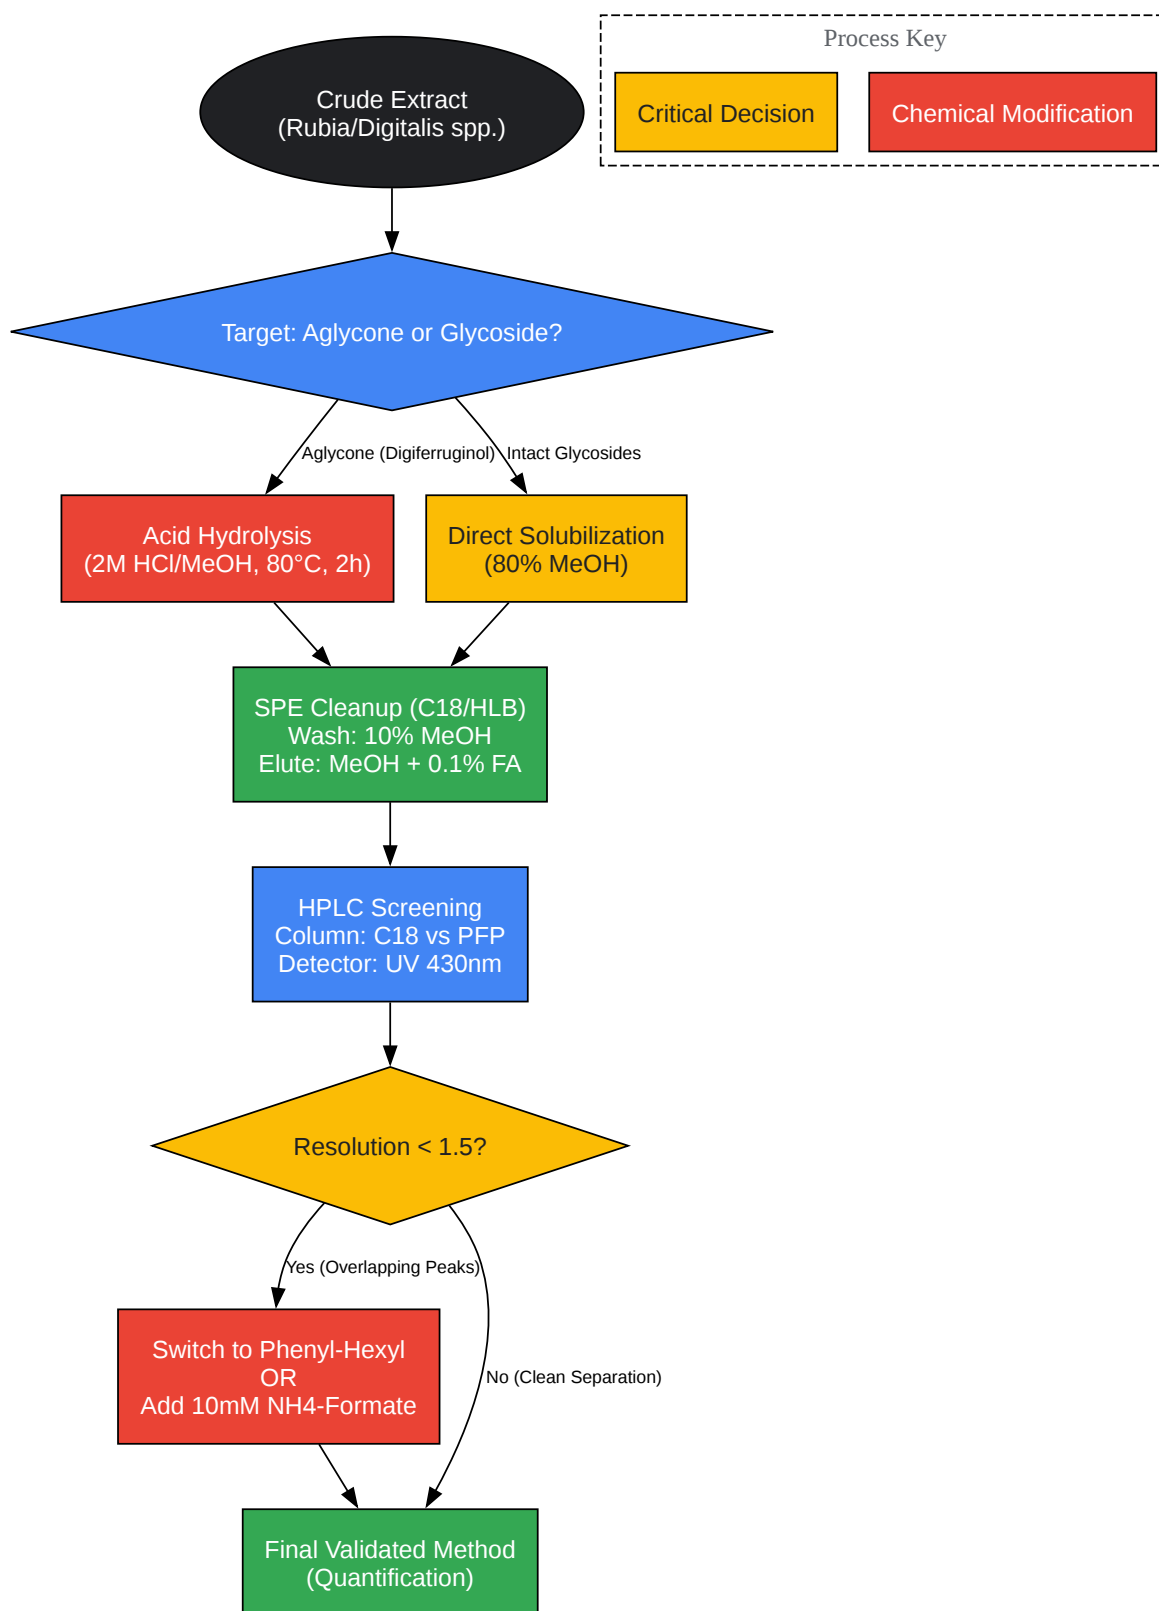 Process Key
Critical Decision
Chemical Modification
Crude Extract
(Rubia/Digitalis spp.)
Target: Aglycone or Glycoside?
Aglycone (Digiferruginol)
Intact Glycosides
Acid Hydrolysis
(2M HCl/MeOH, 80°C, 2h)
Direct Solubilization
(80% MeOH)
SPE Cleanup (C18/HLB)
Wash: 10% MeOH
Elute: MeOH + 0.1% FA
HPLC Screening
Column: C18 vs PFP
Detector: UV 430nm
Resolution < 1.5?
Yes (Overlapping Peaks)
No (Clean Separation)
Switch to Phenyl-Hexyl
OR
Add 10mM NH4-Formate
Final Validated Method
(Quantification)